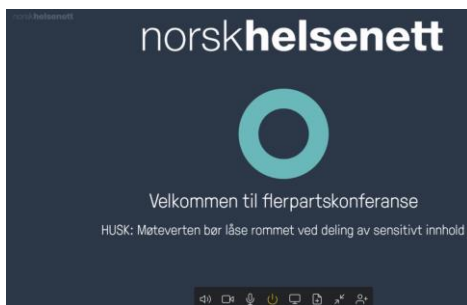 norskhelsenett
norskhelsenett
Velkommen til flerpartskonferanse
HUSK: Møteverten bør låse rommet ved deling av sensitivt innhold